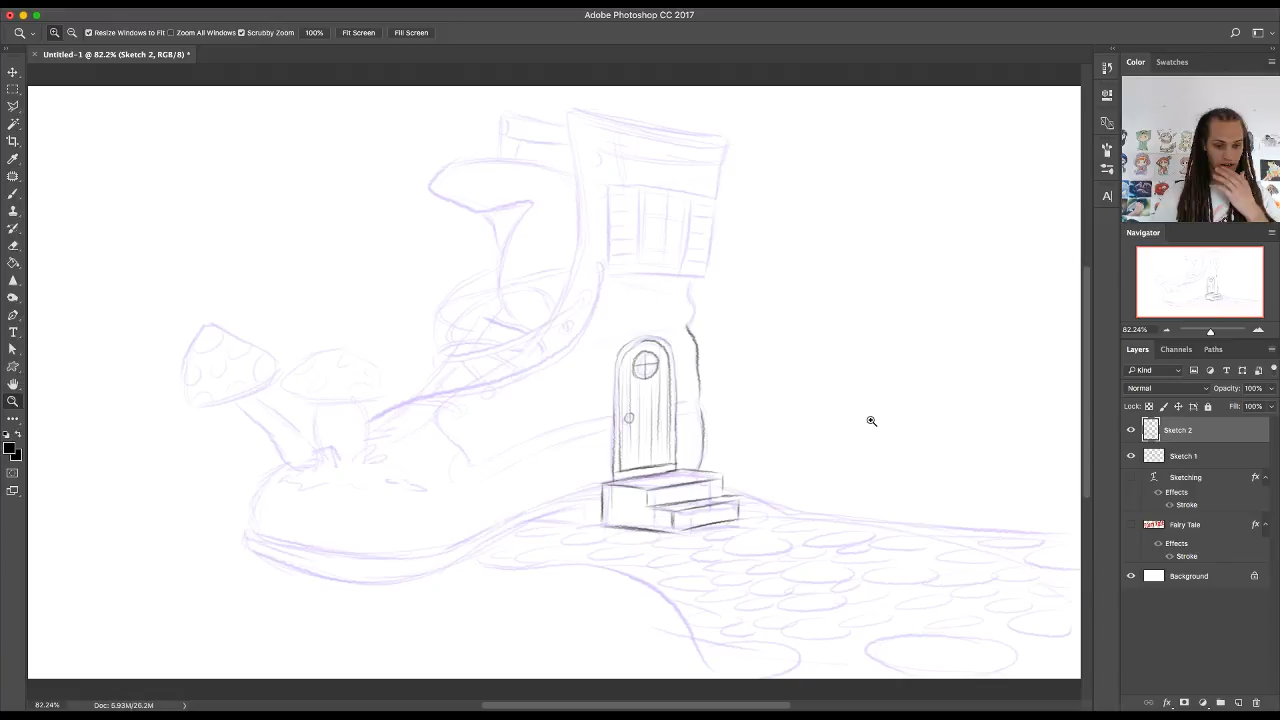 Adobe Photoshop CC 2017
Resize Windows to Fit
Zoom All Windows
Scrubby Zoom
100%
Fit Screen
Fill Screen
× Untitled-1 @ 82.2% (Sketch 2, RGB/8) *
Color
Swatches
Navigator
82.24%
Layers
Channels
Paths
Kind
Normal
Opacity: 100%
Lock:
Fill: 100%
Sketch 2
Sketch 1
T Sketching fx
Effects
Stroke
Fairy Tale fx
Effects
Stroke
Background
82.24%
Doc: 5.93M/26.2M